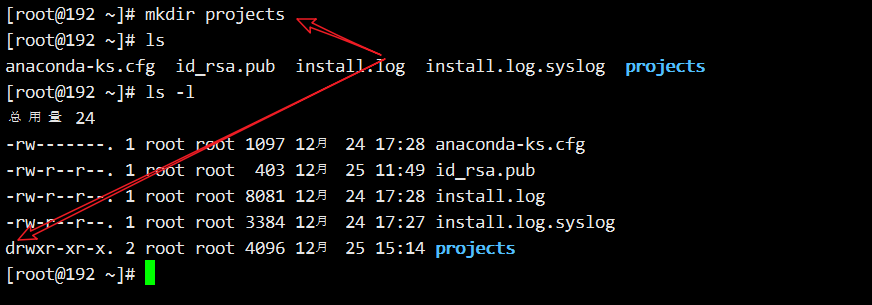 [root@192 ~]# mkdir projects
[root@192 ~]# ls
anaconda-ks.cfg  id_rsa.pub  install.log  install.log.syslog  projects
[root@192 ~]# ls -l
总用量 24
-rw-------. 1 root root 1097 12月  24 17:28 anaconda-ks.cfg
-rw-r--r--. 1 root root  403 12月  25 11:49 id_rsa.pub
-rw-r--r--. 1 root root 8081 12月  24 17:28 install.log
-rw-r--r--. 1 root root 3384 12月  24 17:27 install.log.syslog
drwxr-xr-x. 2 root root 4096 12月  25 15:14 projects
[root@192 ~]#